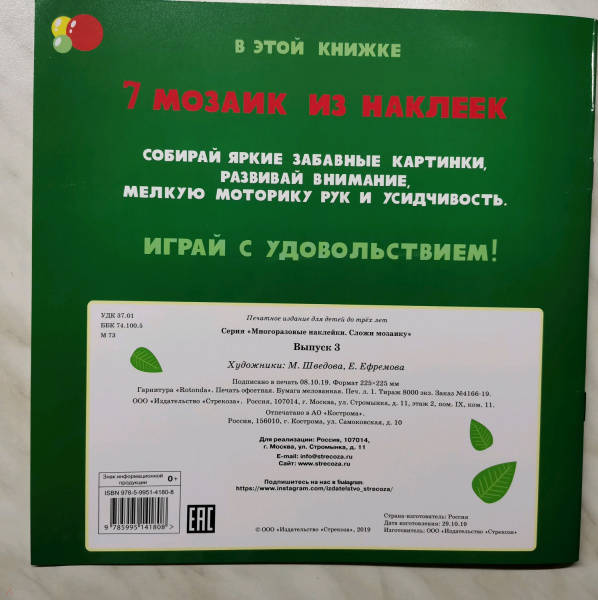 В ЭТОЙ КНИЖКЕ
7 МОЗАИК ИЗ НАКЛЕЕК
СОБИРАЙ ЯРКИЕ ЗАБАВНЫЕ КАРТИНКИ,
РАЗВИВАЙ ВНИМАНИЕ,
МЕЛКУЮ МОТОРИКУ РУК И УСИДЧИВОСТЬ.
ИГРАЙ С УДОВОЛЬСТВИЕМ!
УДК 37.01
ББК 74.100.5
М 73
Печатное издание для детей до трёх лет
Серия «Многоразовые наклейки. Сложи мозаику»
Выпуск 3
Художники: М. Шведова, Е. Ефремова
Подписано в печать 08.10.19. Формат 225×225 мм
Гарнитура «Rotonda». Печать офсетная. Бумага мелованная. Печ. л. 1. Тираж 8000 экз. Заказ №4166-19.
ООО «Издательство «Стрекоза». Россия, 107014, г. Москва, ул. Стромынка, д. 11, этаж 2, пом. IX, ком. 11.
Отпечатано в АО «Кострома».
Россия, 156010, г. Кострома, ул. Самоковская, д. 10
Для реализации: Россия, 107014,
г. Москва, ул. Стромынка, д. 11
E-mail: info@strecoza.ru
Сайт: www.strecoza.ru
Подпишитесь на нас в Instagram
https://www.instagram.com/izdatelstvo_strecoza/
Знак информационной
продукции 0+
ISBN 978-5-9951-4180-8
9 785995 141808 >
EAC
© ООО «Издательство «Стрекоза», 2019
Страна-изготовитель: Россия
Дата изготовления: 29.10.19
Изготовитель: ООО «Издательство «Стрекоза»